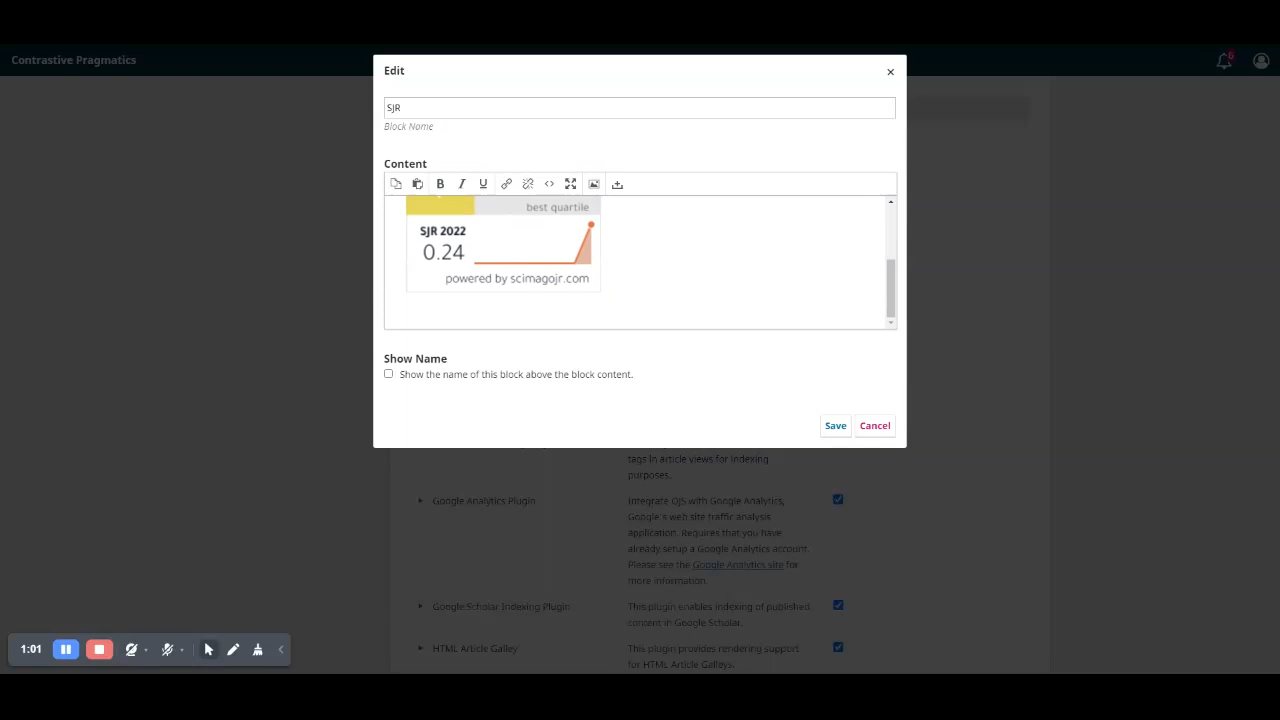 Contrastive Pragmatics
6
Edit
×
SJR
Block Name
Content
B I U
best quartile
SJR 2022
0.24
powered by scimagojr.com
Show Name
Show the name of this block above the block content.
Save Cancel
tags in article views for indexing
purposes.
Google Analytics Plugin
Integrate OJS with Google Analytics,
Google's web site traffic analysis
application. Requires that you have
already setup a Google Analytics account.
Please see the Google Analytics site for
more information.
Google Scholar Indexing Plugin
This plugin enables indexing of published
content in Google Scholar.
HTML Article Galley
This plugin provides rendering support
for HTML Article Galleys.
1:01